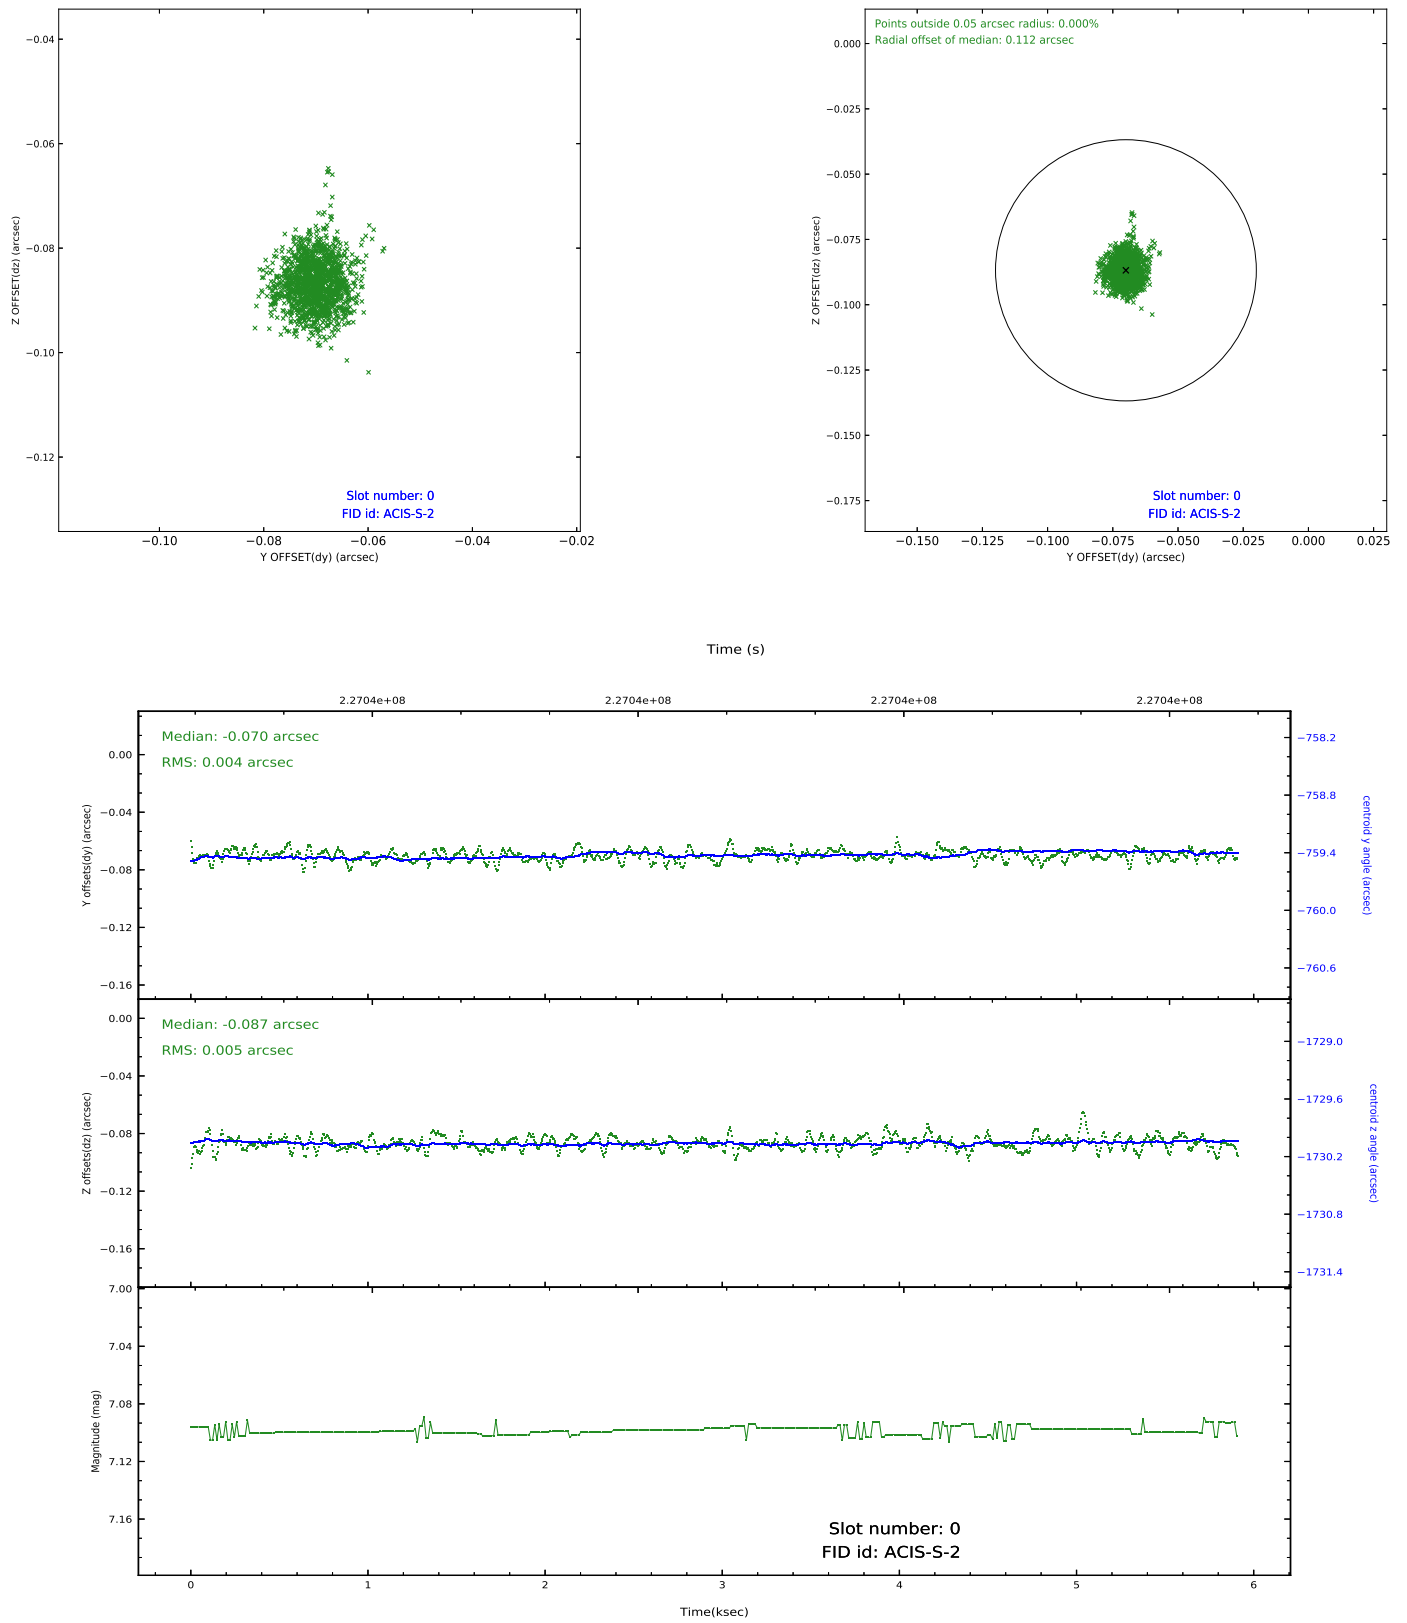 −0.04
−0.06
−0.08
−0.10
−0.12
Z OFFSET(dz) (arcsec)
Slot number: 0
FID id: ACIS-S-2
−0.10 −0.08 −0.06 −0.04 −0.02
Y OFFSET(dy) (arcsec)
Points outside 0.05 arcsec radius: 0.000%
Radial offset of median: 0.112 arcsec
0.000
−0.025
−0.050
−0.075
−0.100
−0.125
−0.150
−0.175
Z OFFSET(dz) (arcsec)
Slot number: 0
FID id: ACIS-S-2
−0.150 −0.125 −0.100 −0.075 −0.050 −0.025 0.000 0.025
Y OFFSET(dy) (arcsec)
Time (s)
2.2704e+08 2.2704e+08 2.2704e+08 2.2704e+08
Median: -0.070 arcsec
RMS: 0.004 arcsec
0.00
−0.04
−0.08
−0.12
−0.16
Y offsets(dy) (arcsec)
−758.2
−758.8
−759.4
−760.0
−760.6
centroid y angle (arcsec)
Median: -0.087 arcsec
RMS: 0.005 arcsec
0.00
−0.04
−0.08
−0.12
−0.16
Z offsets(dz) (arcsec)
−1729.0
−1729.6
−1730.2
−1730.8
−1731.4
centroid z angle (arcsec)
7.00
7.04
7.08
7.12
7.16
Magnitude (mag)
Slot number: 0
FID id: ACIS-S-2
0 1 2 3 4 5 6
Time(ksec)